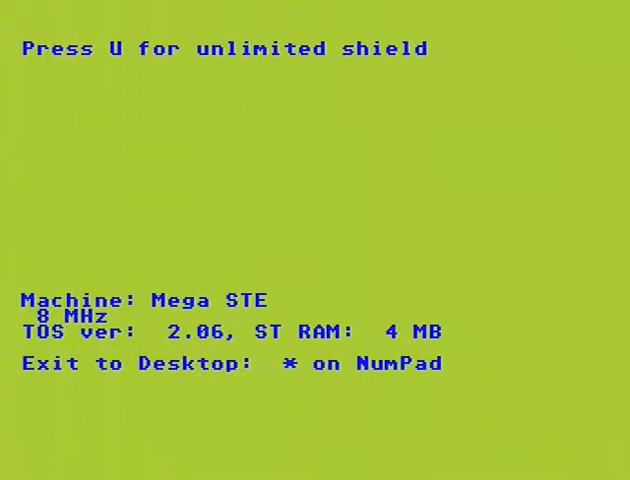 Press U for unlimited shield
Machine: Mega STE
8 MHz
TOS ver:  2.06, ST RAM:  4 MB
Exit to Desktop:  * on NumPad